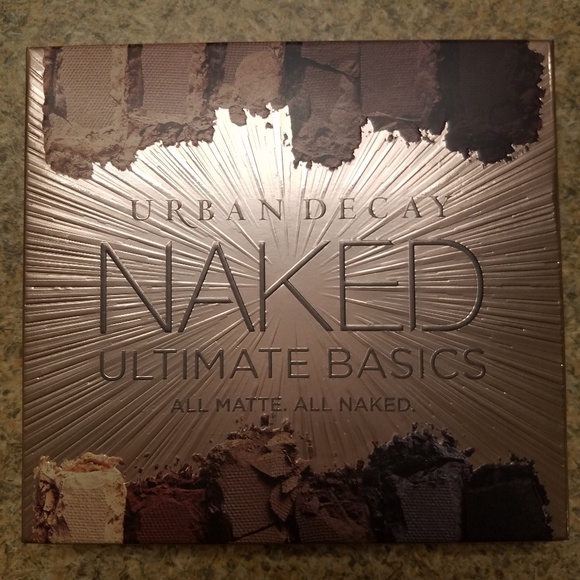 URBAN DECAY
NAKED
ULTIMATE BASICS
ALL MATTE. ALL NAKED.